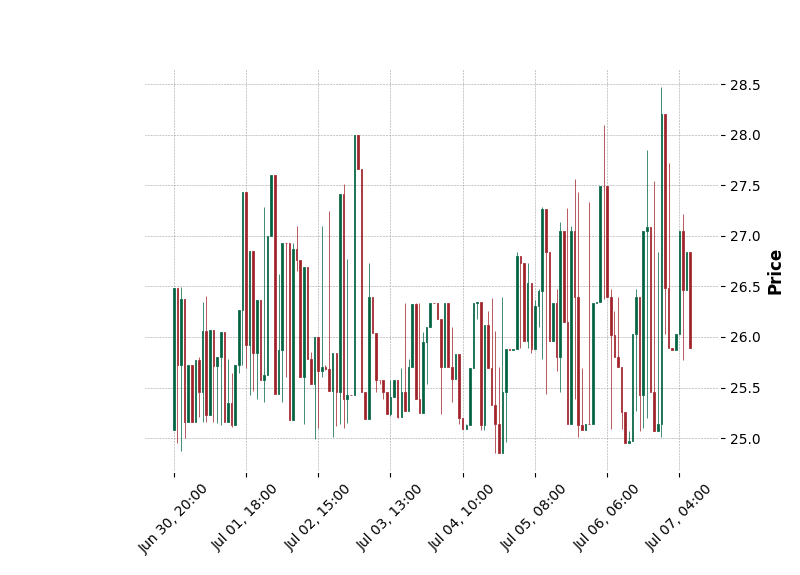 28.5
28.0
27.5
27.0
26.5
26.0
25.5
25.0
Price
Jun 30, 20:00
Jul 01, 18:00
Jul 02, 15:00
Jul 03, 13:00
Jul 04, 10:00
Jul 05, 08:00
Jul 06, 06:00
Jul 07, 04:00